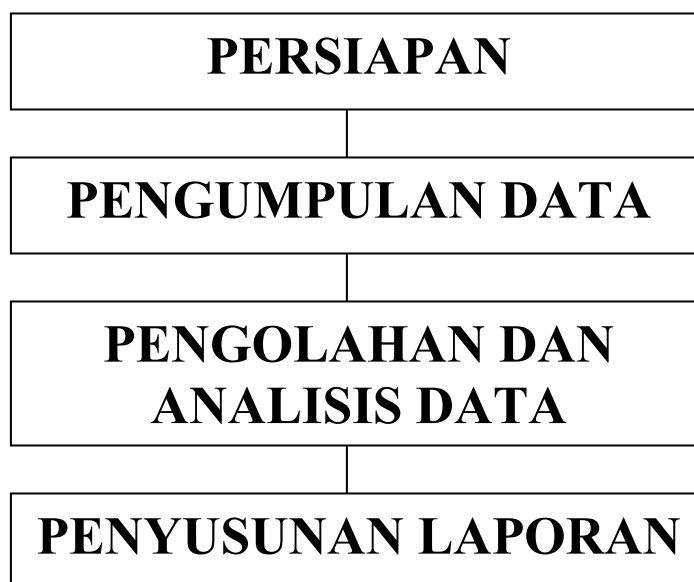 PERSIAPAN
PENGUMPULAN DATA
PENGOLAHAN DAN
ANALISIS DATA
PENYUSUNAN LAPORAN